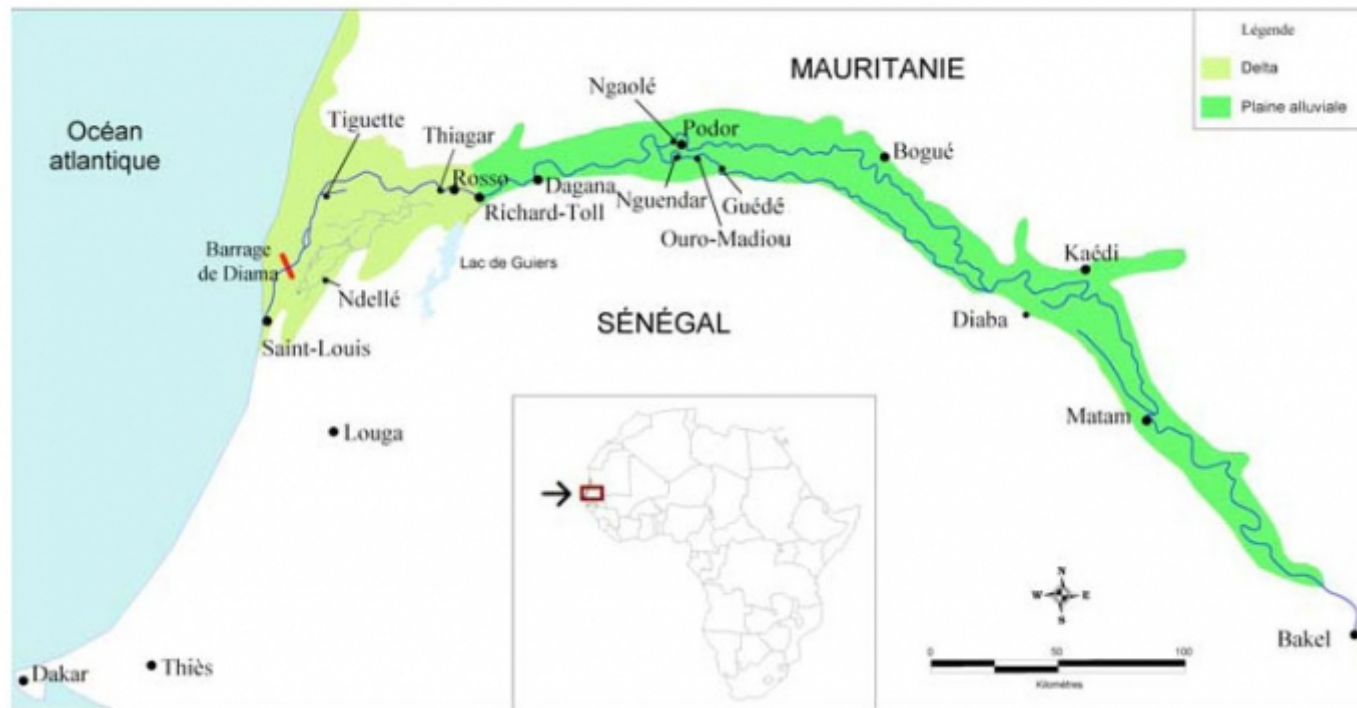 Légende
Delta
Plaine alluviale
MAURITANIE
Océan
atlantique
Ngaolé
Podor
Tiguette
Thiagar
Bogué
Rosso
Dagana
Richard-Toll
Nguendar
Guédé
Ouro-Madiou
Barrage
de Diama
Lac de Guiers
Kaédi
Ndellé
SÉNÉGAL
Diaba
Saint-Louis
Louga
Matam
N
W E
S
Bakel
0 50 100
Kilomètres
Dakar
Thiès